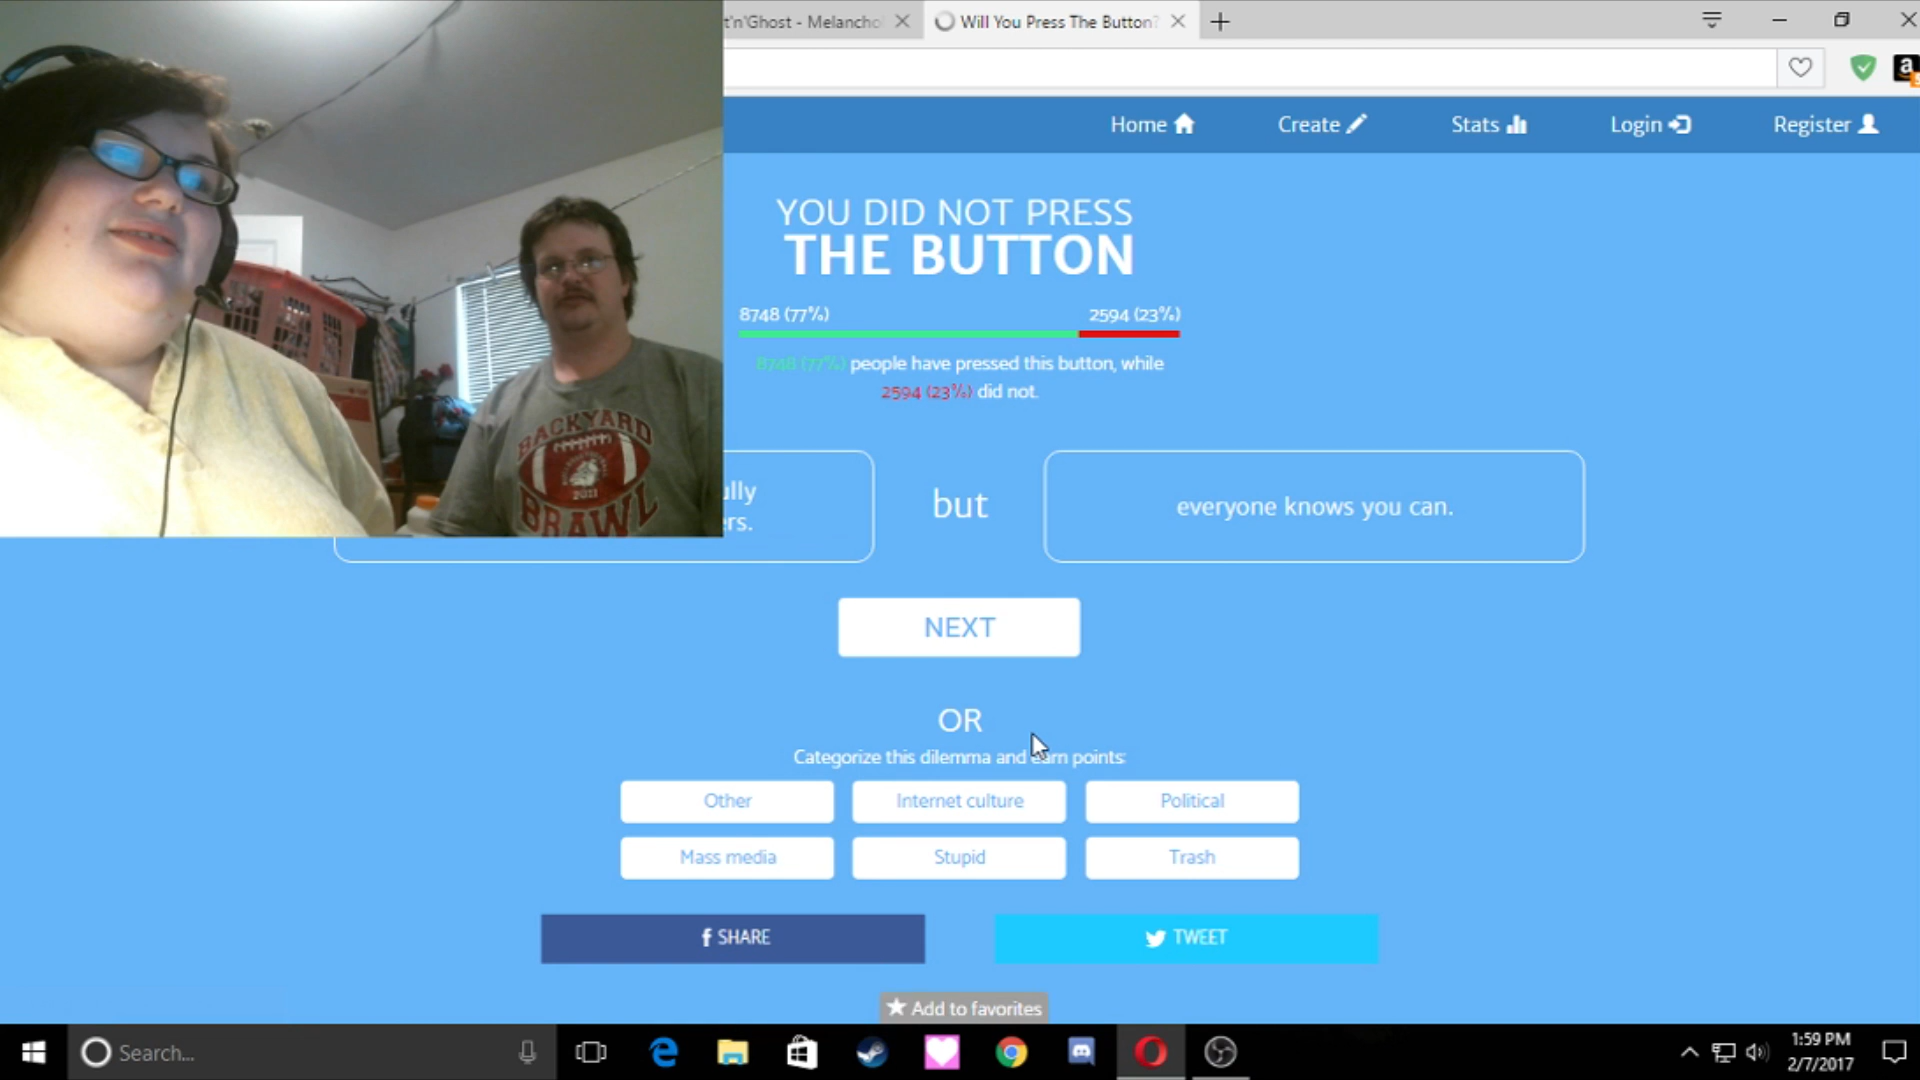 t'n'Ghost - Melancho
Will You Press The Button?
Home
Create
Stats
Login
Register
YOU DID NOT PRESS
THE BUTTON
8748 (77%) 2594 (23%)
8748 (77%) people have pressed this button, while
2594 (23%) did not.
BACKYARD
2011
BRAWL
lly
rs.
but
everyone knows you can.
NEXT
OR
Categorize this dilemma and earn points:
Other
Internet culture
Political
Mass media
Stupid
Trash
f SHARE
TWEET
Add to favorites
Search...
1:59 PM
2/7/2017